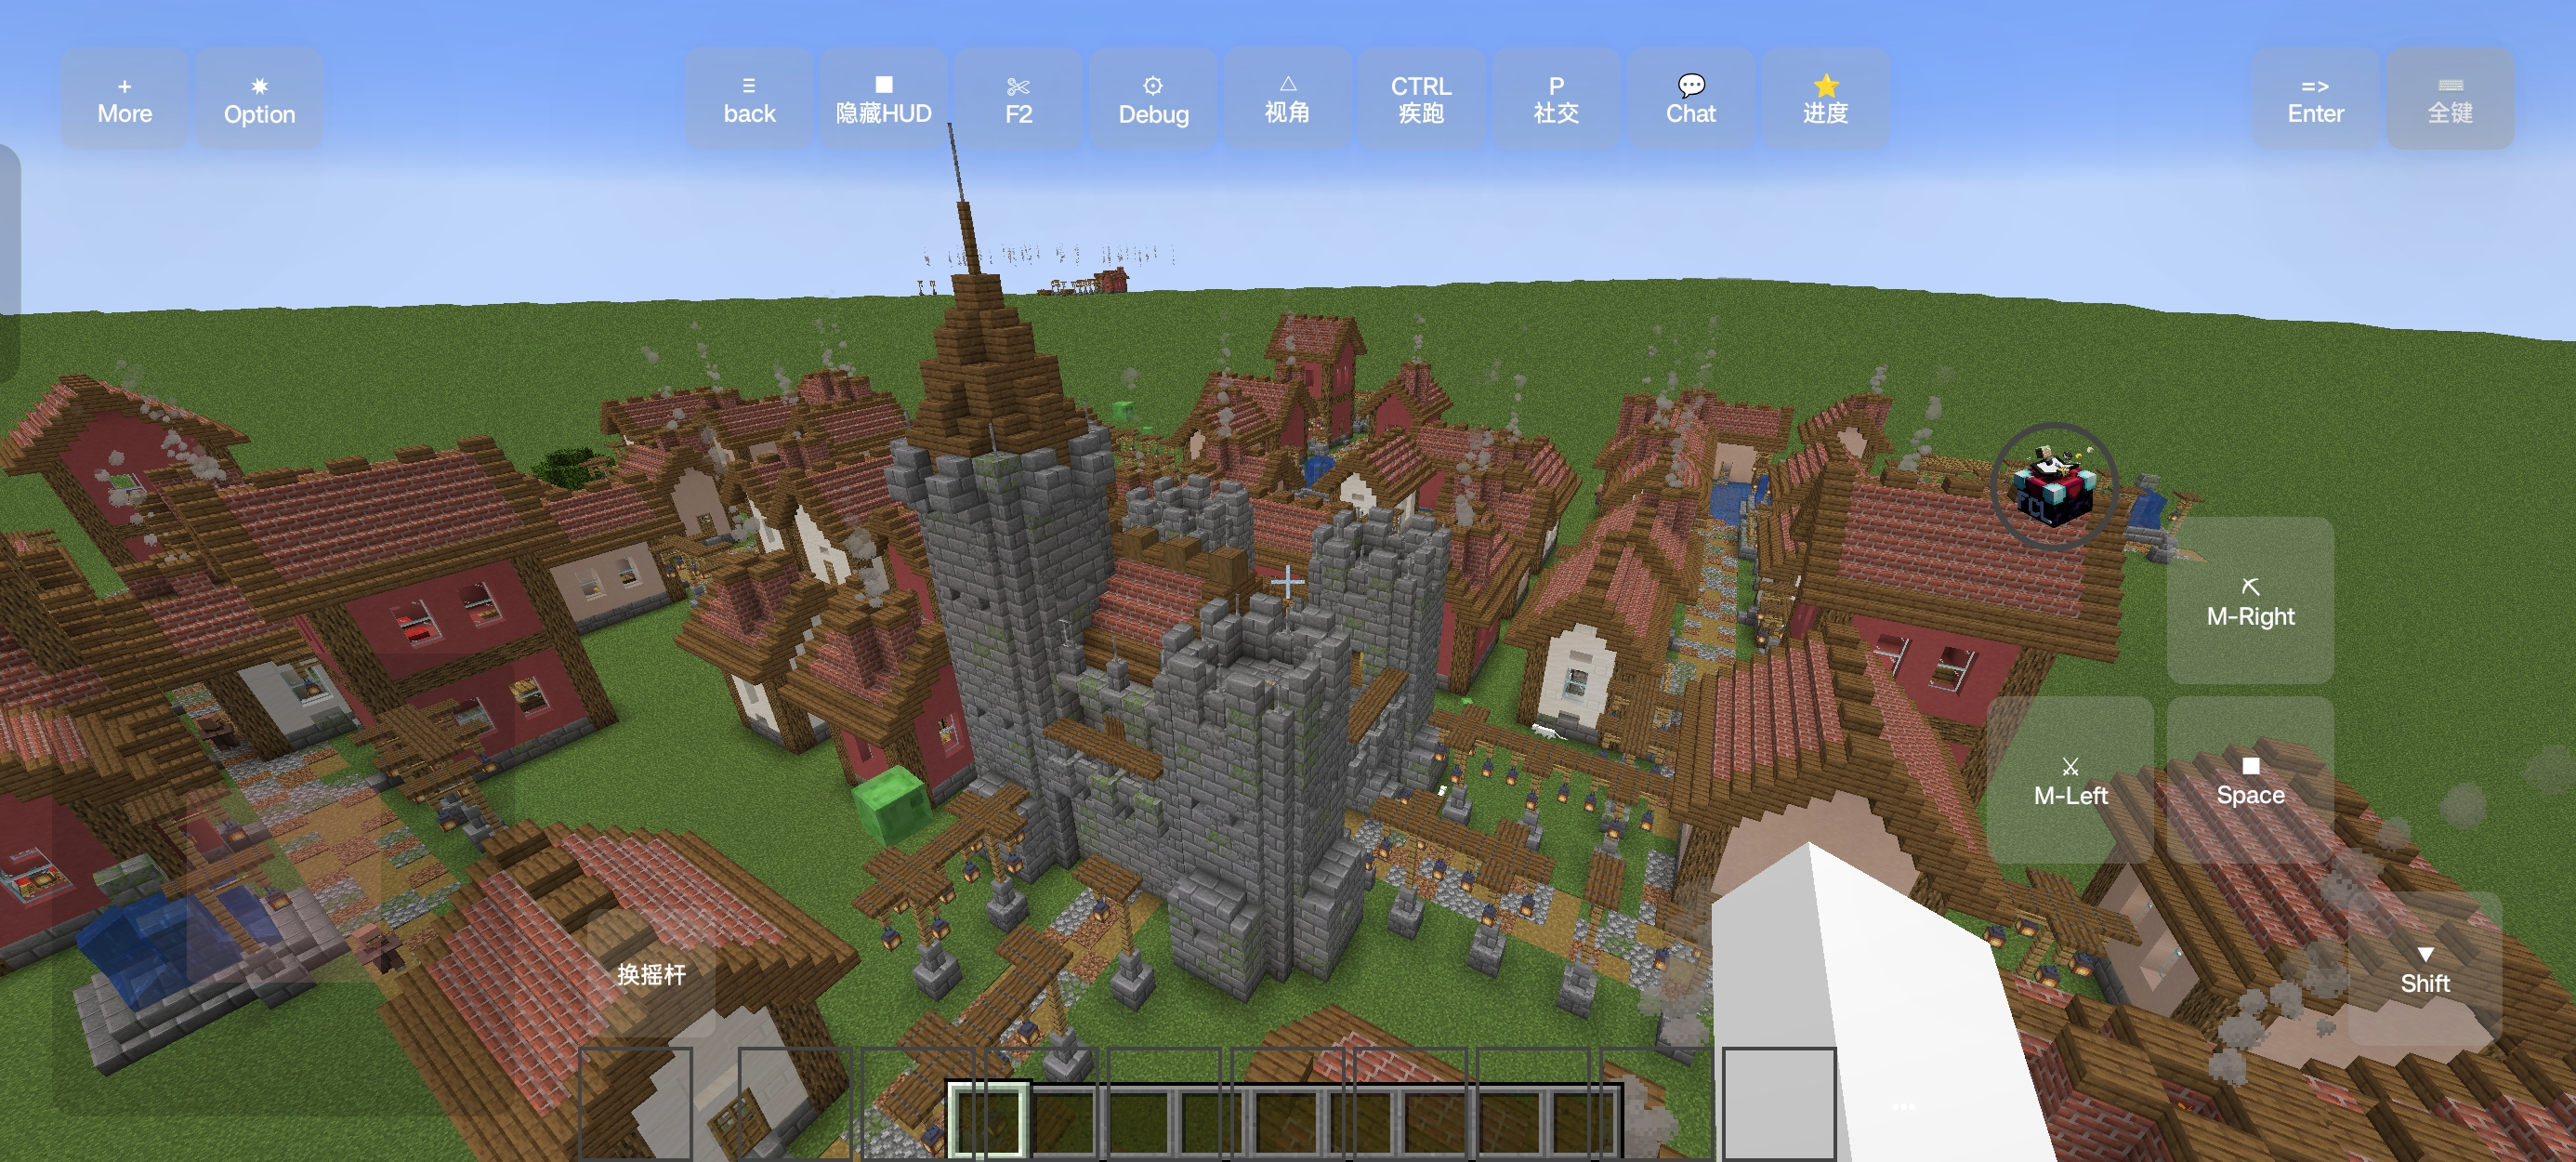 More
Option
back
隐藏HUD
F2
Debug
视角
CTRL
疾跑
P
社交
Chat
进度
=>
Enter
全键
FCL
M-Right
M-Left
Space
Shift
换摇杆